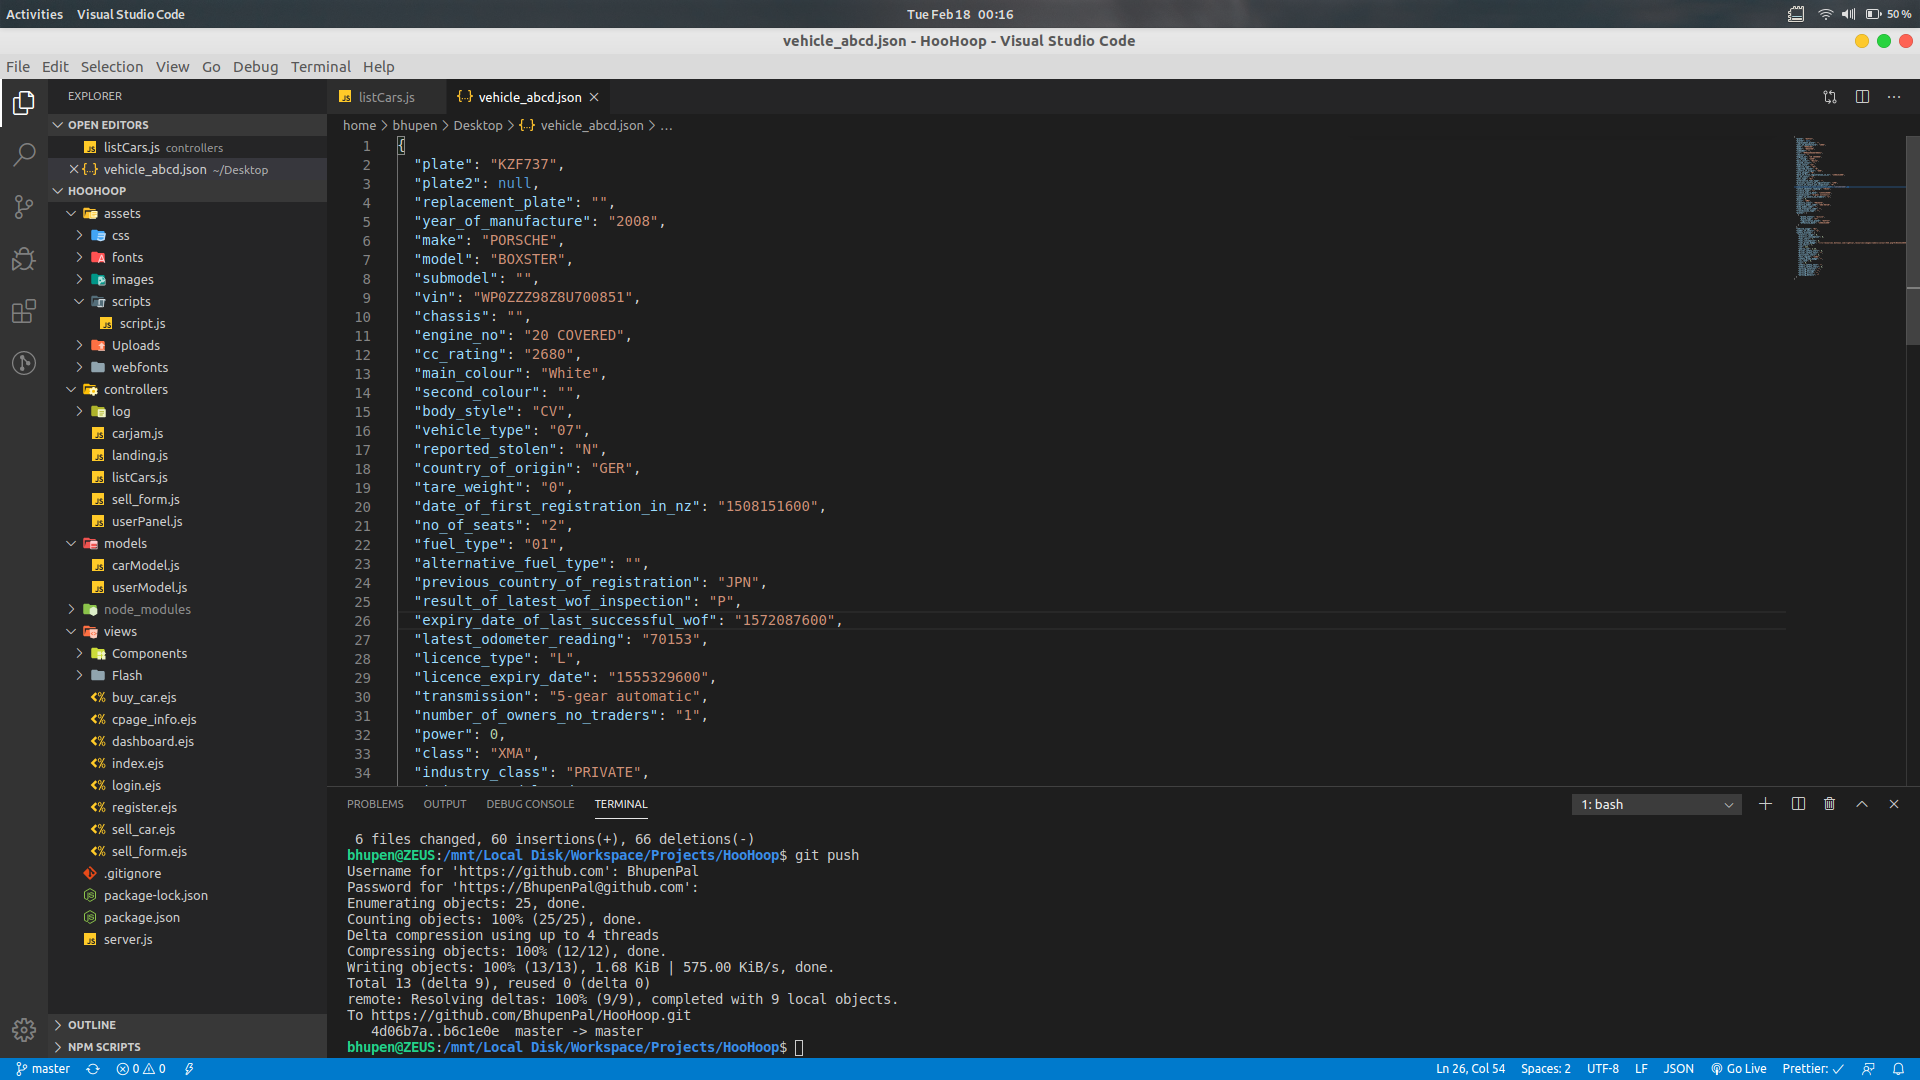 Activities Visual Studio Code
Tue Feb 18 00:16
50 %
vehicle_abcd.json - HooHoop - Visual Studio Code
File Edit Selection View Go Debug Terminal Help
EXPLORER
OPEN EDITORS
listCars.js controllers
vehicle_abcd.json ~/Desktop
HOOHOOP
assets
css
fonts
images
scripts
script.js
Uploads
webfonts
controllers
log
carjam.js
landing.js
listCars.js
sell_form.js
userPanel.js
models
carModel.js
userModel.js
node_modules
views
Components
Flash
buy_car.ejs
cpage_info.ejs
dashboard.ejs
index.ejs
login.ejs
register.ejs
sell_car.ejs
sell_form.ejs
.gitignore
package-lock.json
package.json
server.js
OUTLINE
NPM SCRIPTS
listCars.js
vehicle_abcd.json
home > bhupen > Desktop > {..} vehicle_abcd.json > ...
1 {
2 "plate": "KZF737",
3 "plate2": null,
4 "replacement_plate": "",
5 "year_of_manufacture": "2008",
6 "make": "PORSCHE",
7 "model": "BOXSTER",
8 "submodel": "",
9 "vin": "WP0ZZZ98Z8U700851",
10 "chassis": "",
11 "engine_no": "20 COVERED",
12 "cc_rating": "2680",
13 "main_colour": "White",
14 "second_colour": "",
15 "body_style": "CV",
16 "vehicle_type": "07",
17 "reported_stolen": "N",
18 "country_of_origin": "GER",
19 "tare_weight": "0",
20 "date_of_first_registration_in_nz": "1508151600",
21 "no_of_seats": "2",
22 "fuel_type": "01",
23 "alternative_fuel_type": "",
24 "previous_country_of_registration": "JPN",
25 "result_of_latest_wof_inspection": "P",
26 "expiry_date_of_last_successful_wof": "1572087600",
27 "latest_odometer_reading": "70153",
28 "licence_type": "L",
29 "licence_expiry_date": "1555329600",
30 "transmission": "5-gear automatic",
31 "number_of_owners_no_traders": "1",
32 "power": 0,
33 "class": "XMA",
34 "industry_class": "PRIVATE",
PROBLEMS OUTPUT DEBUG CONSOLE TERMINAL
1: bash
6 files changed, 60 insertions(+), 66 deletions(-)
bhupen@ZEUS:/mnt/Local Disk/Workspace/Projects/HooHoop$ git push
Username for 'https://github.com': BhupenPal
Password for 'https://BhupenPal@github.com':
Enumerating objects: 25, done.
Counting objects: 100% (25/25), done.
Delta compression using up to 4 threads
Compressing objects: 100% (12/12), done.
Writing objects: 100% (13/13), 1.68 KiB | 575.00 KiB/s, done.
Total 13 (delta 9), reused 0 (delta 0)
remote: Resolving deltas: 100% (9/9), completed with 9 local objects.
To https://github.com/BhupenPal/HooHoop.git
4d06b7a..b6c1e0e master -> master
bhupen@ZEUS:/mnt/Local Disk/Workspace/Projects/HooHoop$
master 0 0
Ln 26, Col 54 Spaces: 2 UTF-8 LF JSON Go Live Prettier: ✓